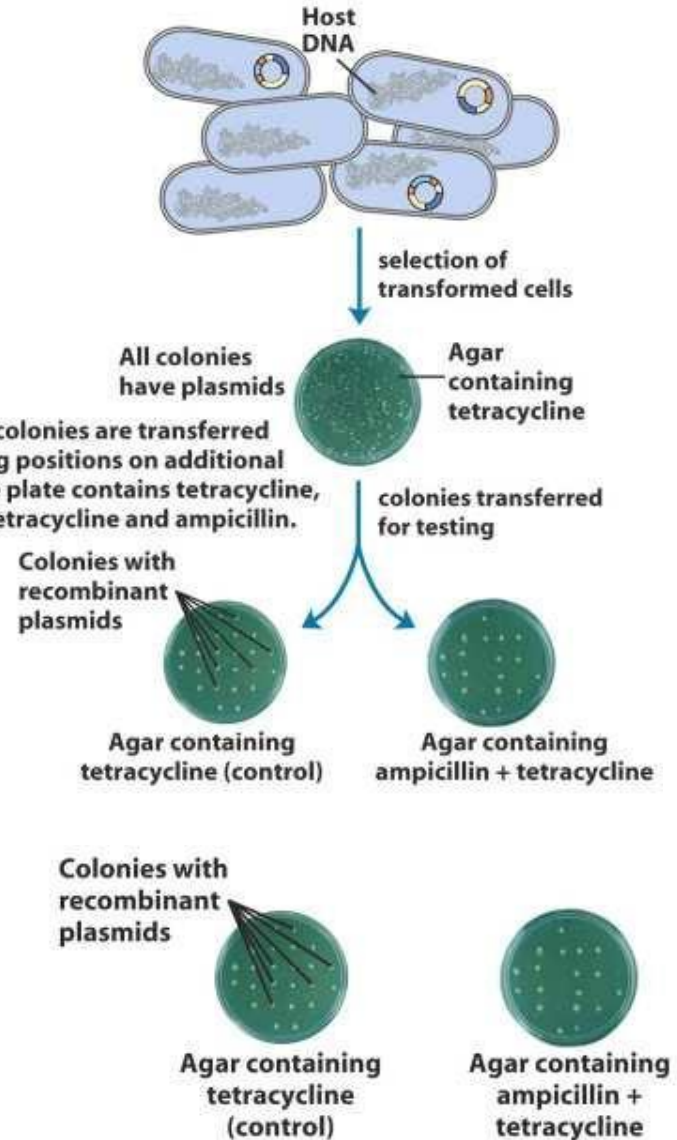 Host
DNA
selection of
transformed cells
All colonies
have plasmids
Agar
containing
tetracycline
colonies are transferred
g positions on additional
plate contains tetracycline,
etracycline and ampicillin.
colonies transferred
for testing
Colonies with
recombinant
plasmids
Agar containing
tetracycline (control)
Agar containing
ampicillin + tetracycline
Colonies with
recombinant
plasmids
Agar containing
tetracycline
(control)
Agar containing
ampicillin +
tetracycline